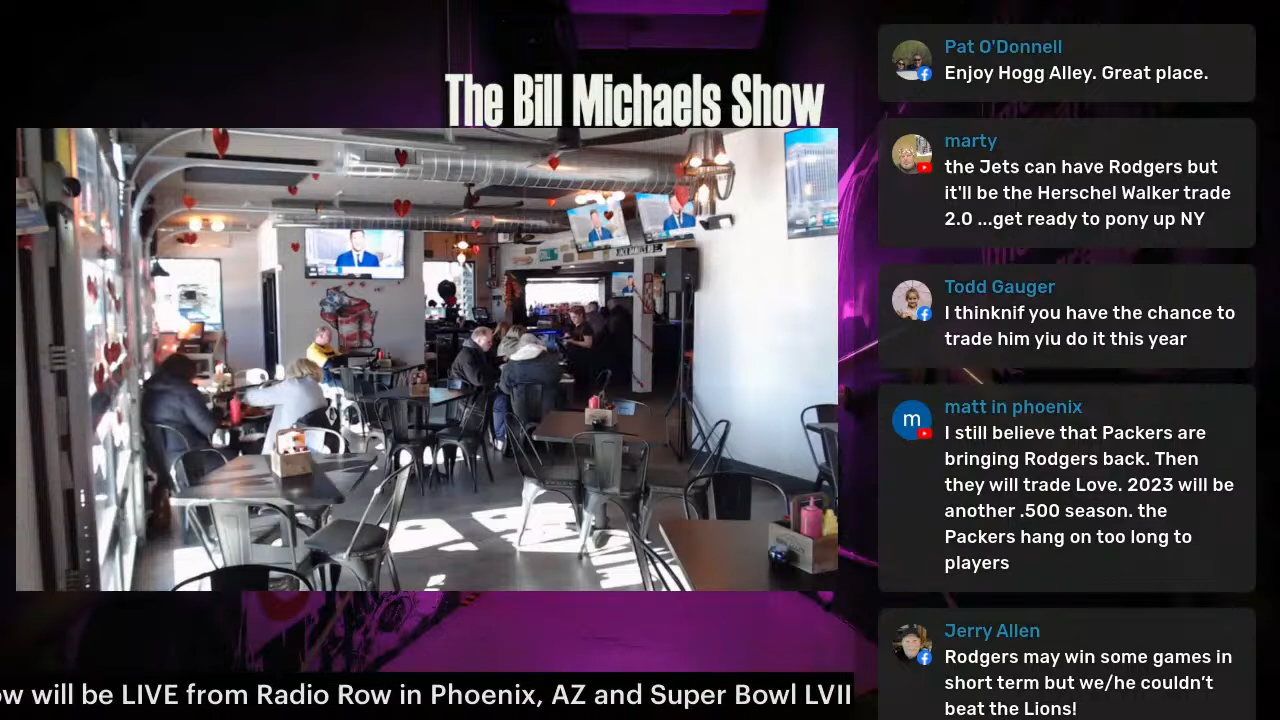 The Bill Michaels Show
Pat O'Donnell
Enjoy Hogg Alley. Great place.
marty
the Jets can have Rodgers but
it'll be the Herschel Walker trade
2.0 ...get ready to pony up NY
Todd Gauger
I thinknif you have the chance to
trade him yiu do it this year
m
matt in phoenix
I still believe that Packers are
bringing Rodgers back. Then
they will trade Love. 2023 will be
another .500 season. the
Packers hang on too long to
players
Jerry Allen
Rodgers may win some games in
short term but we/he couldn't
beat the Lions!
ow will be LIVE from Radio Row in Phoenix, AZ and Super Bowl LVII